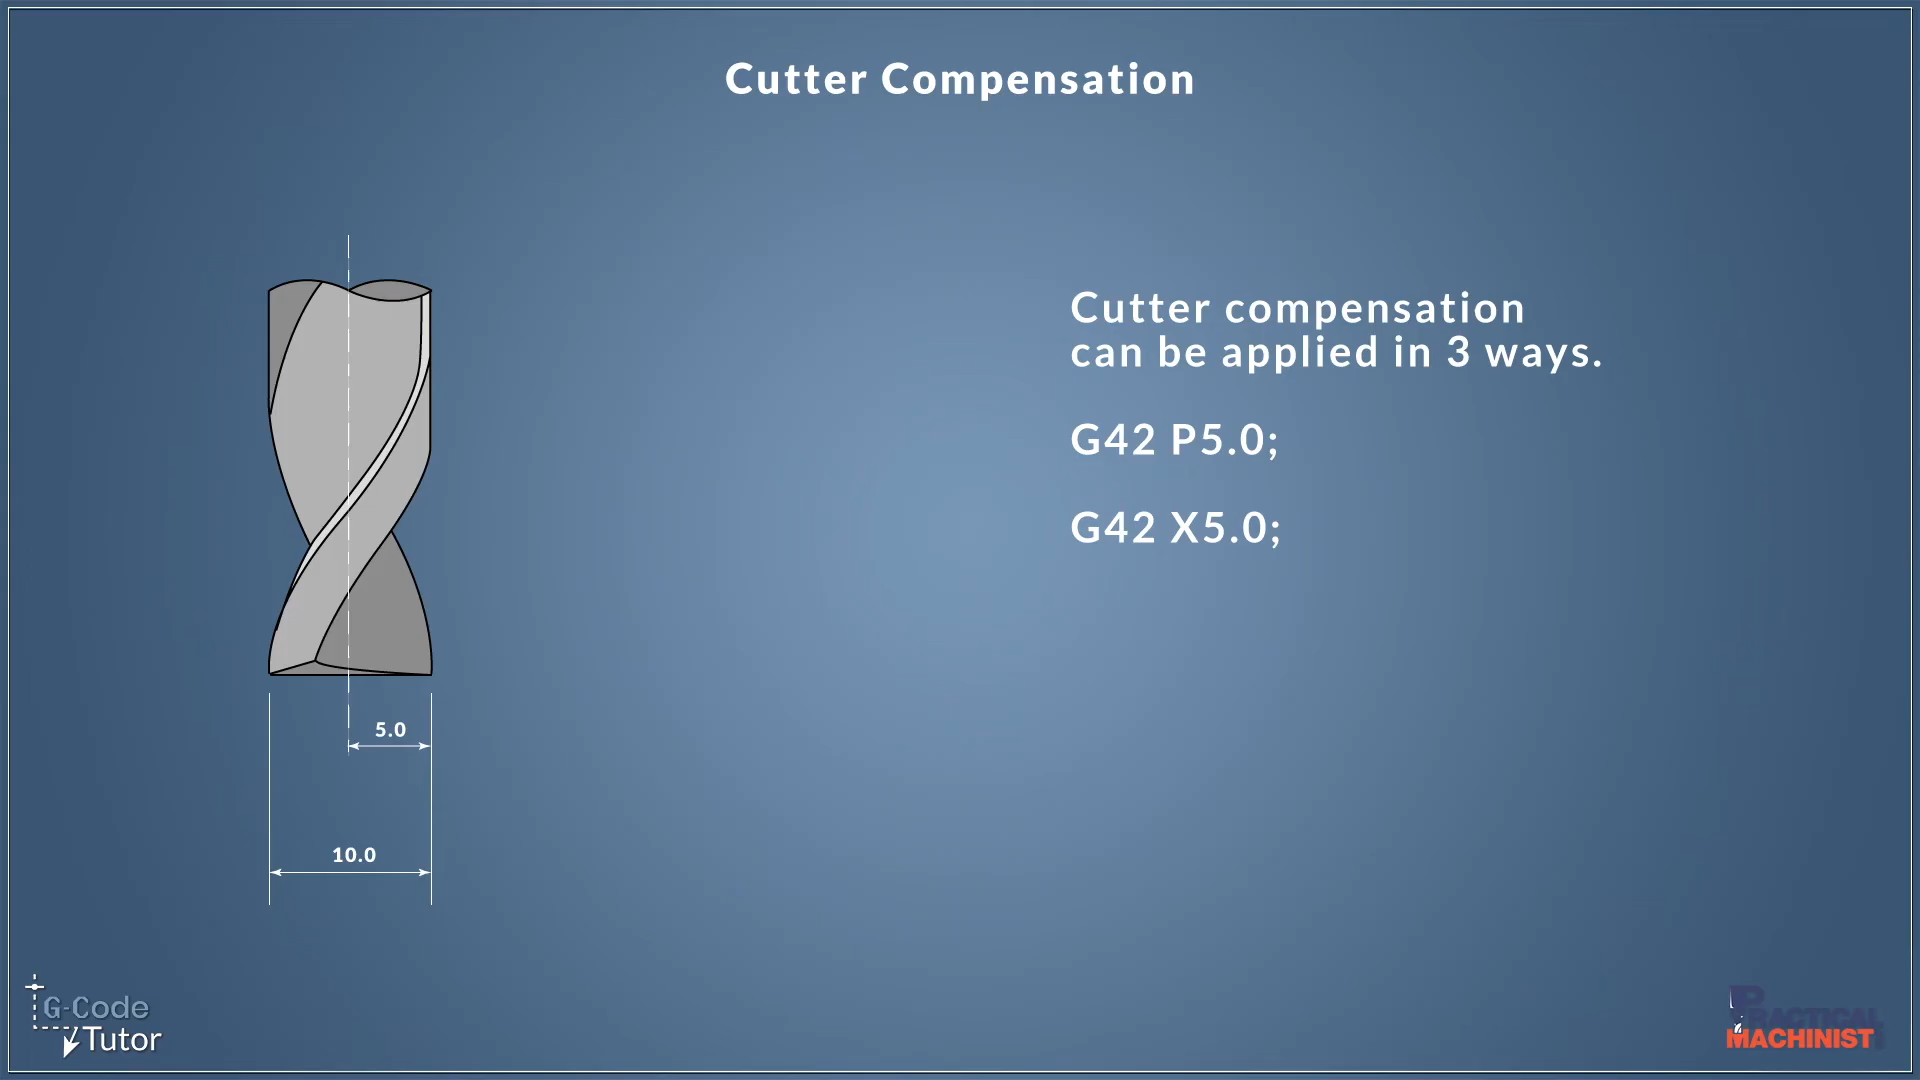 Cutter Compensation
Cutter compensation
can be applied in 3 ways.
G42 P5.0;
G42 X5.0;
5.0
10.0
G-Code
Tutor
PRACTICAL
MACHINIST